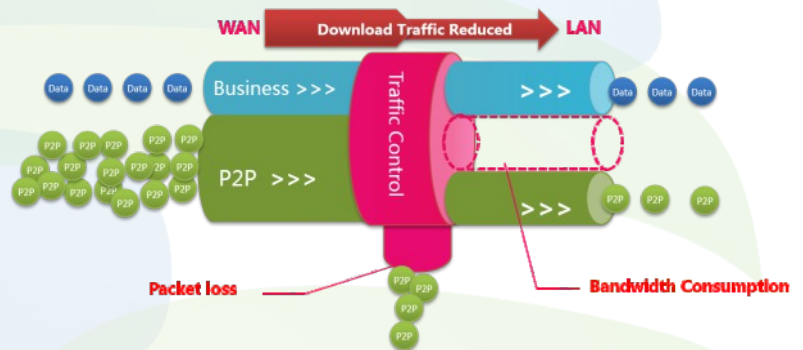 WAN
Download Traffic Reduced
LAN
Data Data Data Data
Business >>>
Traffic Control
>>>
Data Data Data
P2P P2P P2P P2P P2P
P2P P2P P2P P2P P2P P2P
P2P P2P P2P P2P P2P P2P
P2P
P2P >>>
>>>
P2P P2P P2P
Packet loss
P2P P2P
P2P
P2P
Bandwidth Consumption